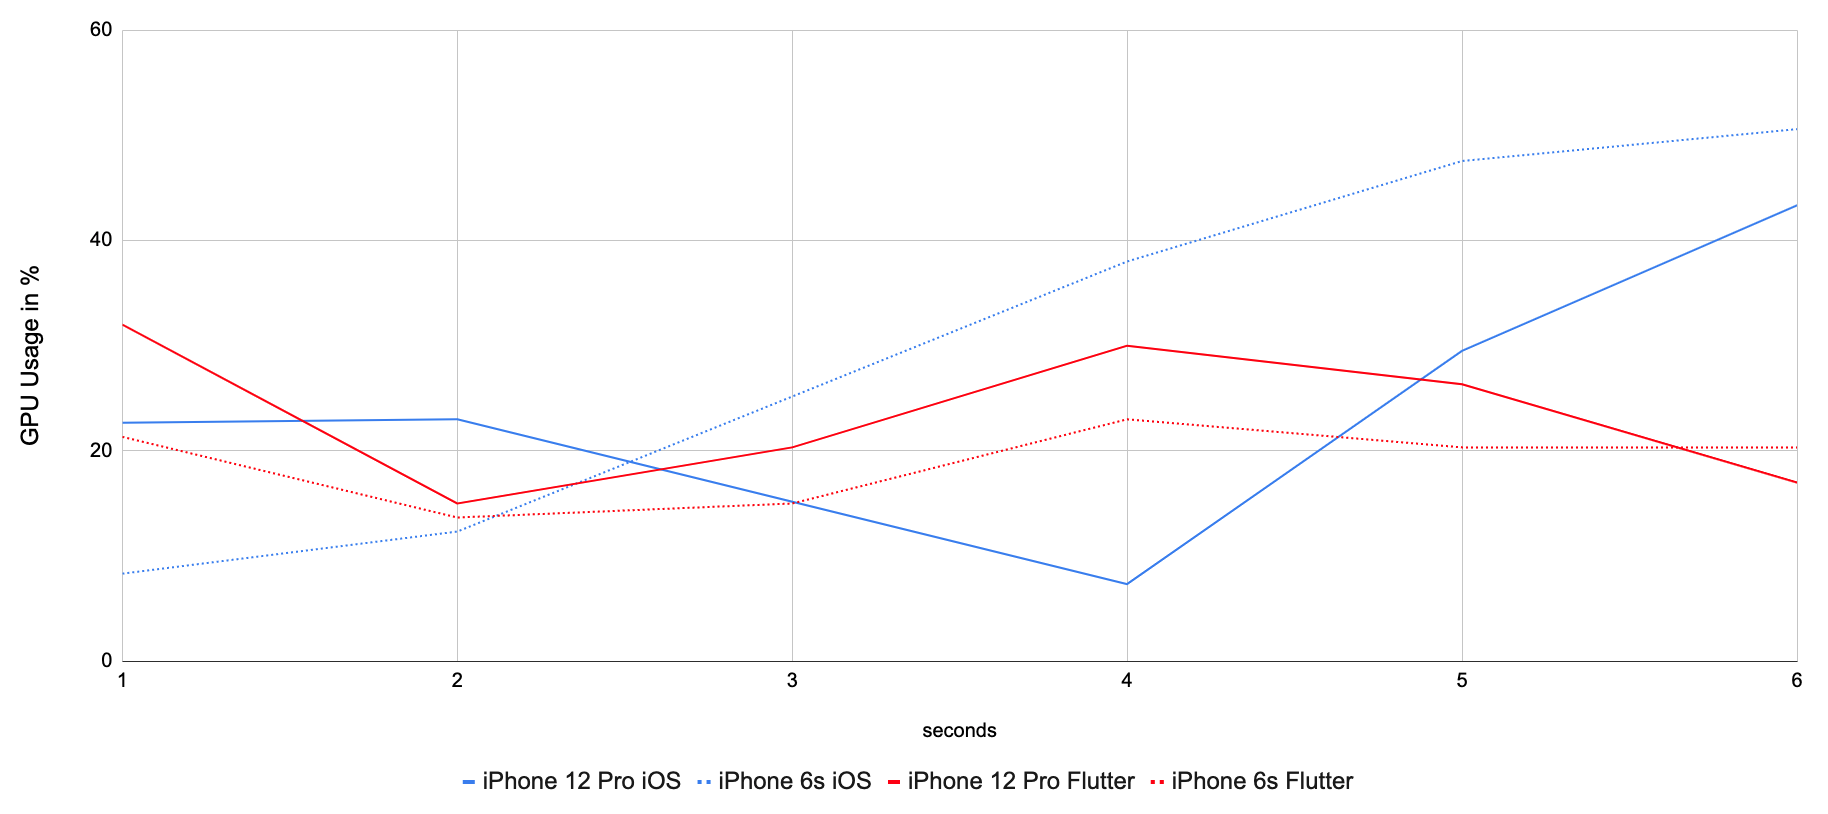 60
40
20
0
GPU Usage in %
1 2 3 4 5 6
seconds
iPhone 12 Pro iOS iPhone 6s iOS iPhone 12 Pro Flutter iPhone 6s Flutter